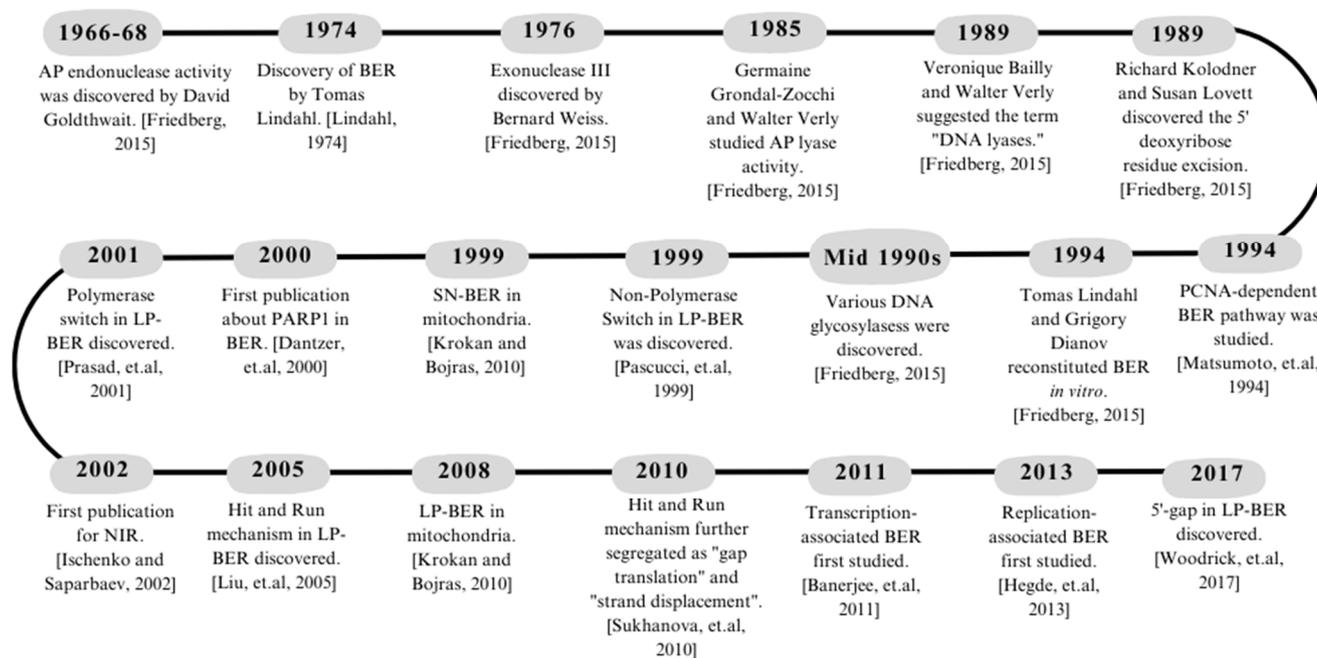 1966-68
AP endonuclease activity
was discovered by David
Goldthwait. [Friedberg,
2015]
1974
Discovery of BER
by Tomas
Lindahl. [Lindahl,
1974]
1976
Exonuclease III
discovered by
Bernard Weiss.
[Friedberg, 2015]
1985
Germaine
Grondal-Zocchi
and Walter Verly
studied AP lyase
activity.
[Friedberg, 2015]
1989
Veronique Bailly
and Walter Verly
suggested the term
"DNA lyases."
[Friedberg, 2015]
1989
Richard Kolodner
and Susan Lovett
discovered the 5'
deoxyribose
residue excision.
[Friedberg, 2015]
1994
PCNA-dependent
BER pathway was
studied.
[Matsumoto, et.al,
1994]
1994
Tomas Lindahl
and Grigory
Dianov
reconstituted BER
in vitro.
[Friedberg, 2015]
Mid 1990s
Various DNA
glycosylasess were
discovered.
[Friedberg, 2015]
1999
Non-Polymerase
Switch in LP-BER
was discovered.
[Pascucci, et.al,
1999]
1999
SN-BER in
mitochondria.
[Krokan and
Bojras, 2010]
2000
First publication
about PARP1 in
BER. [Dantzer,
et.al, 2000]
2001
Polymerase
switch in LP-
BER discovered.
[Prasad, et.al,
2001]
2002
First publication
for NIR.
[Ischenko and
Saparbaev, 2002]
2005
Hit and Run
mechanism in LP-
BER discovered.
[Liu, et.al, 2005]
2008
LP-BER in
mitochondria.
[Krokan and
Bojras, 2010]
2010
Hit and Run
mechanism further
segregated as "gap
translation" and
"strand displacement".
[Sukhanova, et.al,
2010]
2011
Transcription-
associated BER
first studied.
[Banerjee, et.al,
2011]
2013
Replication-
associated BER
first studied.
[Hegde, et.al,
2013]
2017
5'-gap in LP-BER
discovered.
[Woodrick, et.al,
2017]